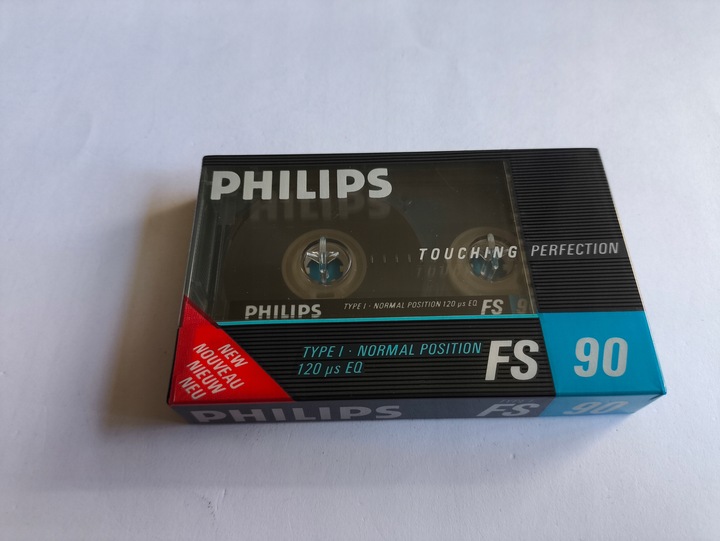 PHILIPS
TOUCHING PERFECTION
PHILIPS TYPE I · NORMAL POSITION 120 µs EQ FS 9
NEW
NOUVEAU
NIEUW
NEU
TYPE I · NORMAL POSITION
120 µs EQ
FS 90
PHILIPS FS 90